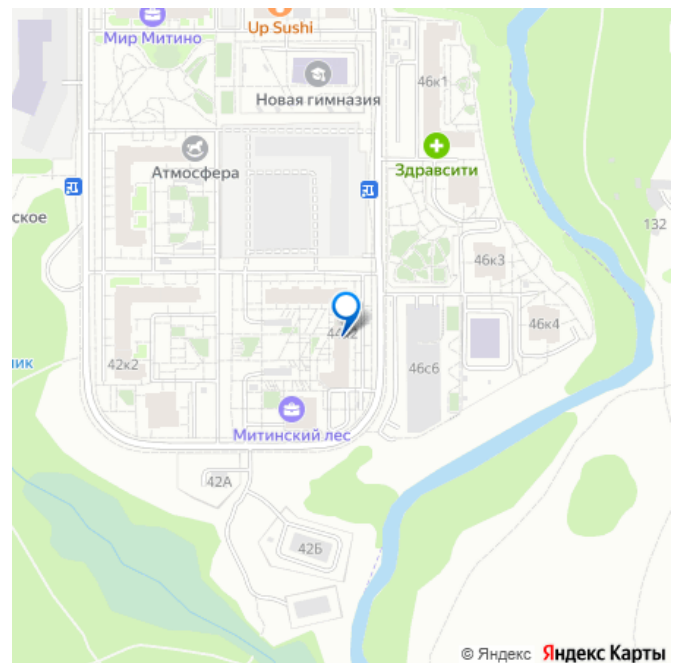 Up Sushi
Мир Митино
46к1
Новая гимназия
Здравсити
Атмосфера
ское
132
46к3
46к4
42к2
46с6
ик
Митинский лес
42А
42Б
© Яндекс Яндекс Карты